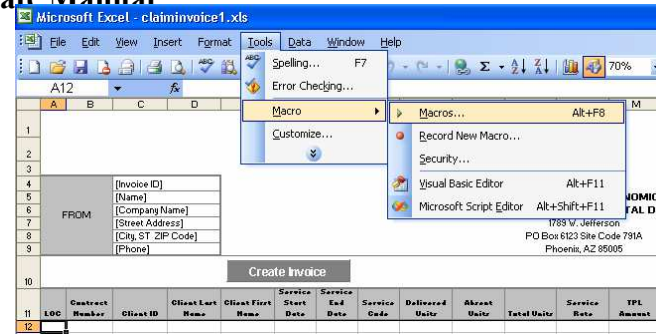 Manual
Microsoft Excel - claiminvoice1.xls
File Edit View Insert Format Tools Data Window Help
70%
A12 fx
Spelling... F7
Error Checking...
Macro
Customize...
Macros... Alt+F8
Record New Macro...
Security...
Visual Basic Editor Alt+F11
Microsoft Script Editor Alt+Shift+F11
A B C D M
1
2
3
4 [Invoice ID]
5 [Name]
6 FROM [Company Name]
7 [Street Address] 1789 W. Jefferson
8 [City, ST ZIP Code] PO Box 6123 Site Code 791A
9 [Phone] Phoenix, AZ 85005
10 Create Invoice
11 LOC Contract Number Client ID Client Last Name Client First Name Service Start Date Service End Date Service Code Delivered Units Absent Units Total Units Service Rate TPL Amount
12